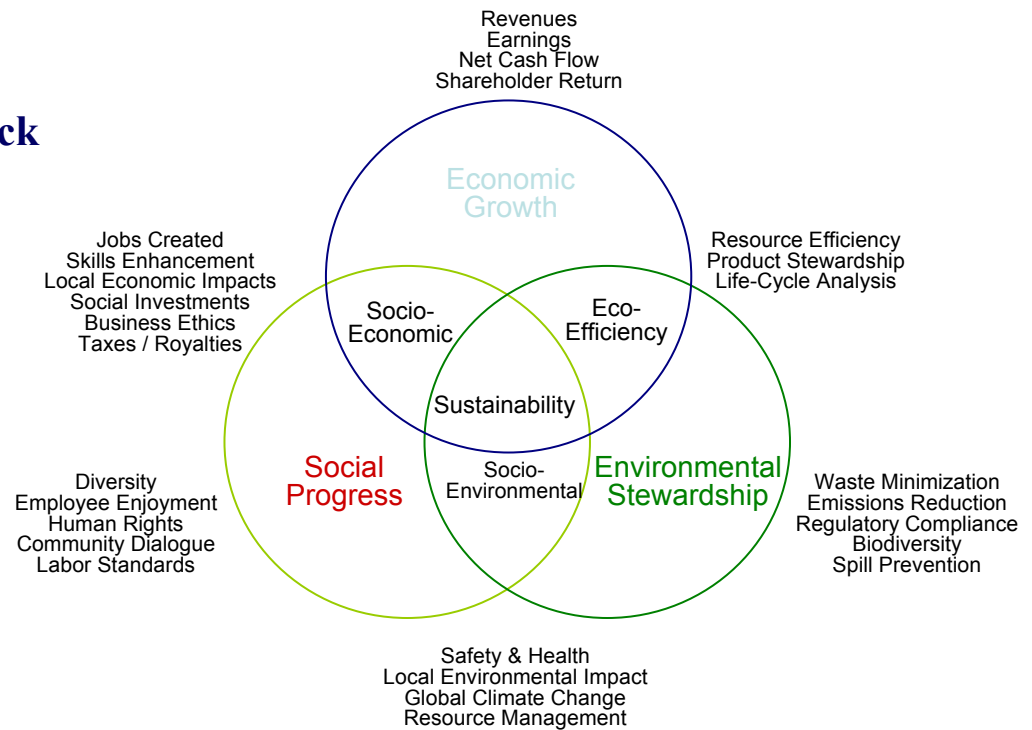 Revenues
Earnings
Net Cash Flow
Shareholder Return
ck
Economic
Growth
Jobs Created
Skills Enhancement
Local Economic Impacts
Social Investments
Business Ethics
Taxes / Royalties
Resource Efficiency
Product Stewardship
Life-Cycle Analysis
Socio-
Economic
Eco-
Efficiency
Sustainability
Social
Progress
Socio-
Environmental
Environmental
Stewardship
Diversity
Employee Enjoyment
Human Rights
Community Dialogue
Labor Standards
Waste Minimization
Emissions Reduction
Regulatory Compliance
Biodiversity
Spill Prevention
Safety & Health
Local Environmental Impact
Global Climate Change
Resource Management